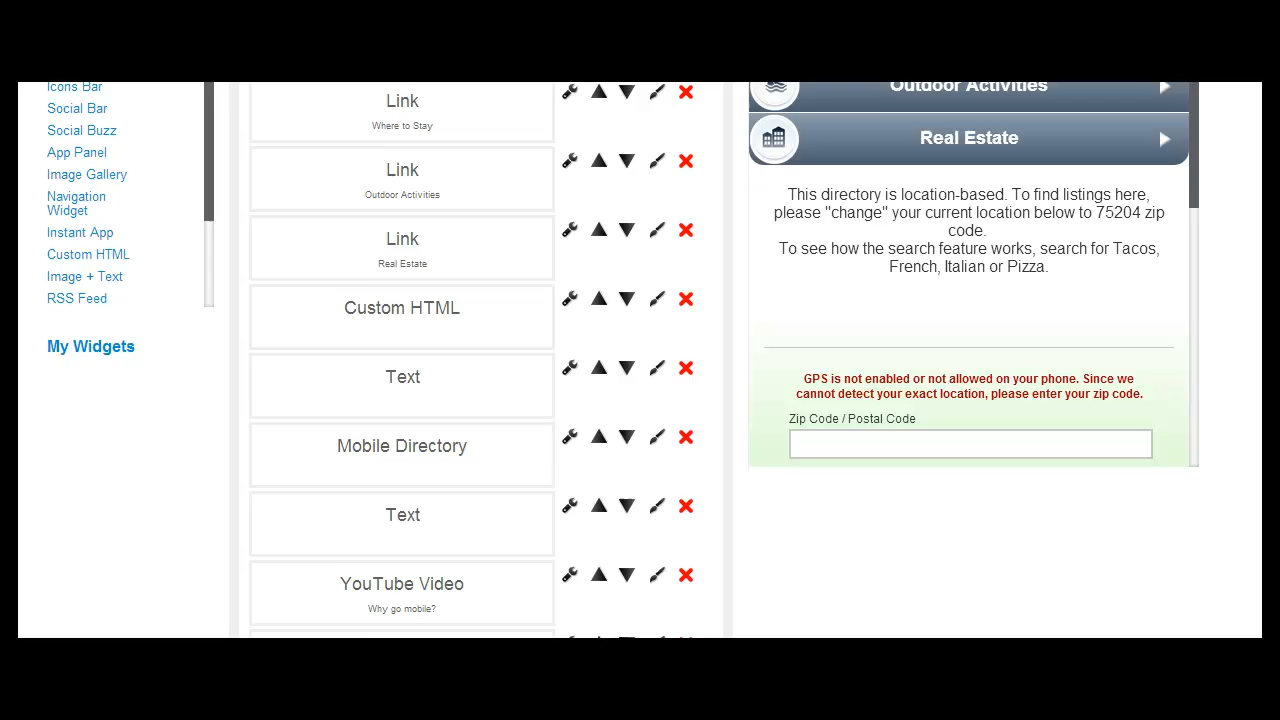 Icons Bar
Social Bar
Social Buzz
App Panel
Image Gallery
Navigation
Widget
Instant App
Custom HTML
Image + Text
RSS Feed
My Widgets
Link
Where to Stay
Link
Outdoor Activities
Link
Real Estate
Custom HTML
Text
Mobile Directory
Text
YouTube Video
Why go mobile?
Outdoor Activities
Real Estate
This directory is location-based. To find listings here,
please "change" your current location below to 75204 zip
code.
To see how the search feature works, search for Tacos,
French, Italian or Pizza.
GPS is not enabled or not allowed on your phone. Since we
cannot detect your exact location, please enter your zip code.
Zip Code / Postal Code